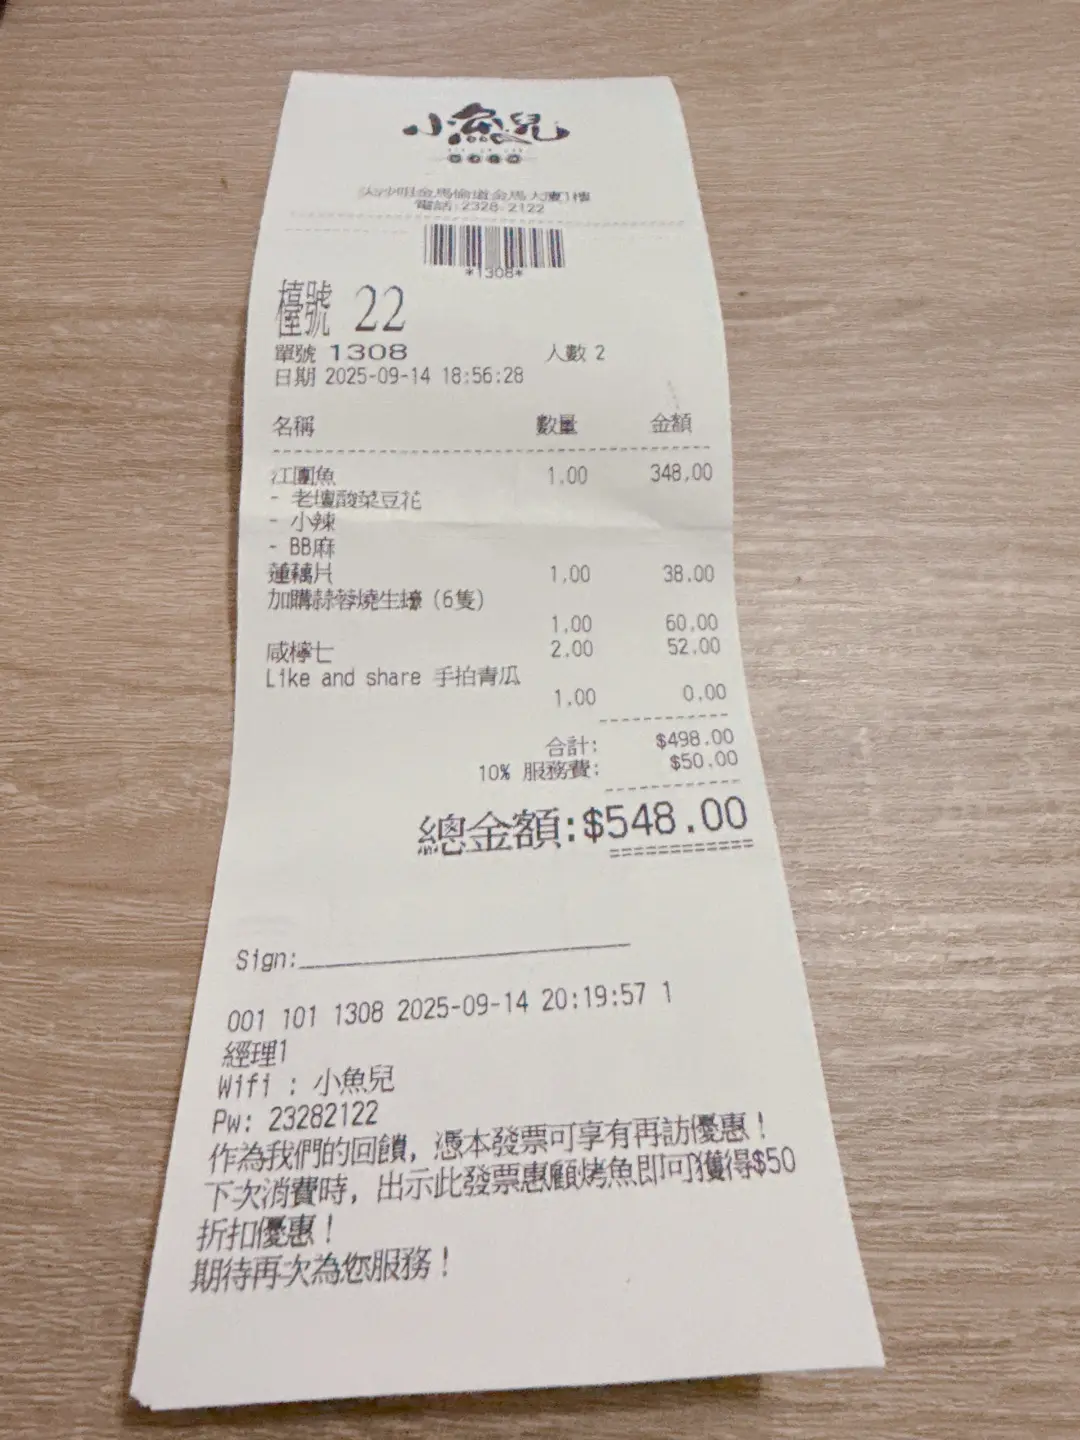 小魚兒
尖沙咀金馬倫道金馬大廈1樓
電話:2328 2122
*1308*
檯號 22
單號 1308 人數 2
日期 2025-09-14 18:56:28
名稱 數量 金額
江團魚 1.00 348.00
- 老壇酸菜豆花
- 小辣
- BB麻
蓮藕片 1.00 38.00
加購蒜蓉燒生蠔 (6隻)
1.00 60.00
咸檸七 2.00 52.00
Like and share 手拍青瓜
1.00 0.00
合計: $498.00
10% 服務費: $50.00
總金額:$548.00
Sign:
001 101 1308 2025-09-14 20:19:57 1
經理1
Wifi : 小魚兒
Pw: 23282122
作為我們的回饋，憑本發票可享有再訪優惠！
下次消費時，出示此發票惠顧烤魚即可獲得$50
折扣優惠！
期待再次為您服務！